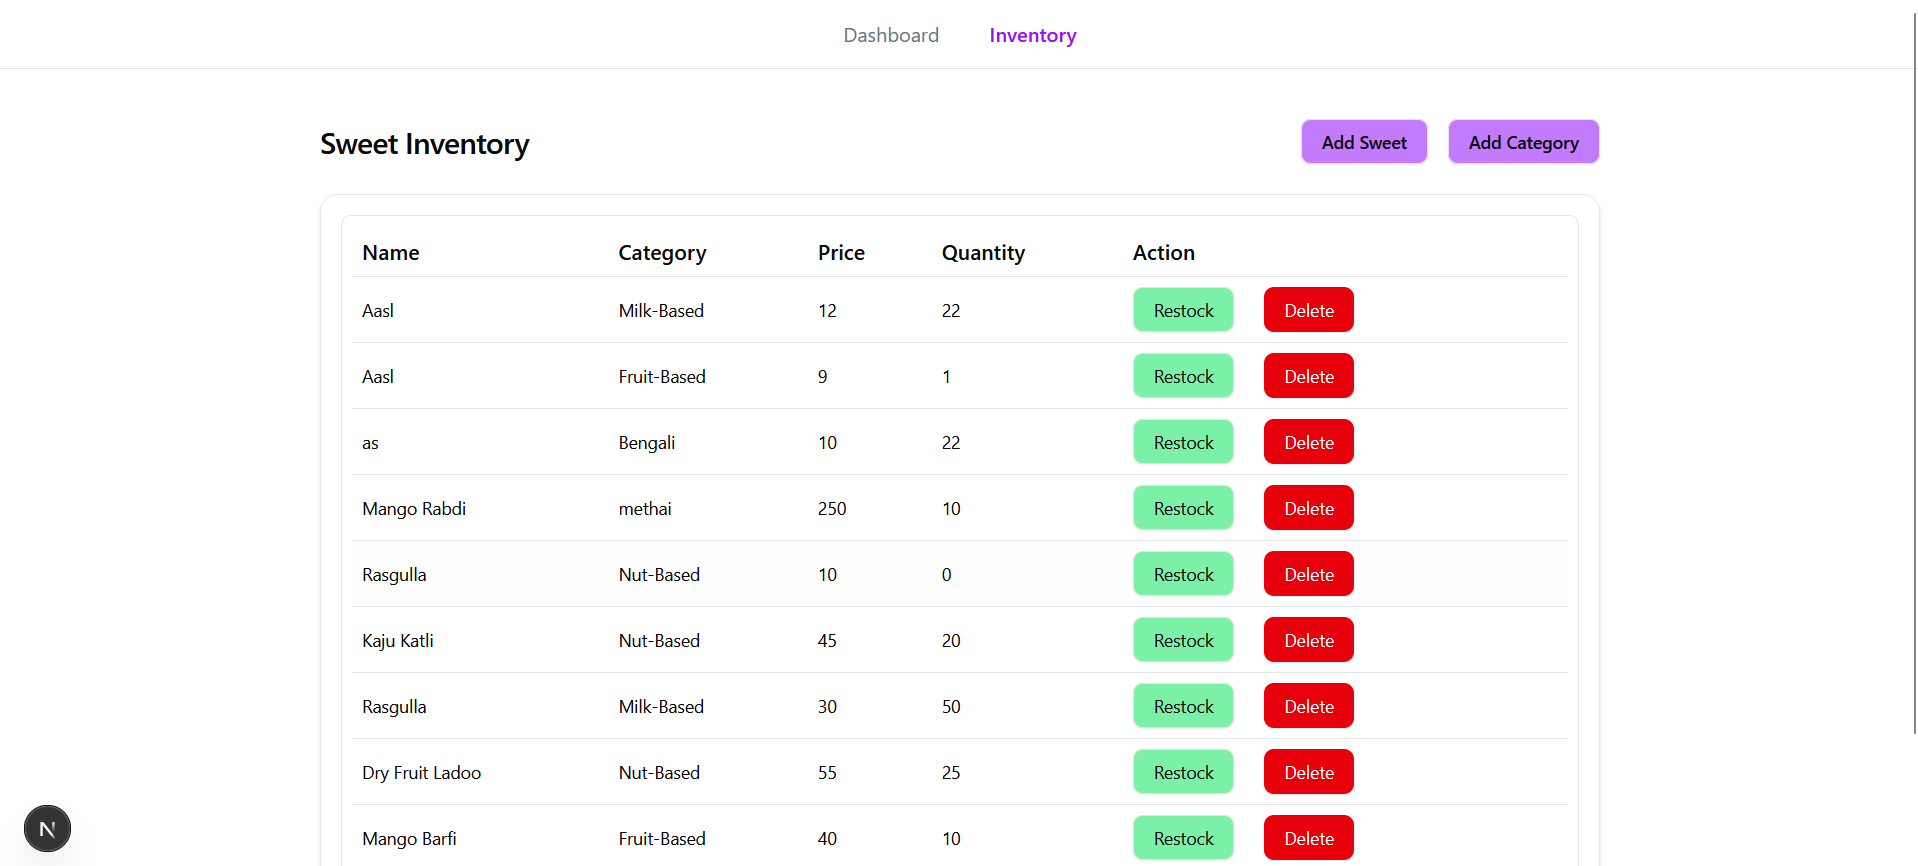 Dashboard Inventory
Sweet Inventory Add Sweet Add Category
Name Category Price Quantity Action
Aasl Milk-Based 12 22 Restock Delete
Aasl Fruit-Based 9 1 Restock Delete
as Bengali 10 22 Restock Delete
Mango Rabdi methai 250 10 Restock Delete
Rasgulla Nut-Based 10 0 Restock Delete
Kaju Katli Nut-Based 45 20 Restock Delete
Rasgulla Milk-Based 30 50 Restock Delete
Dry Fruit Ladoo Nut-Based 55 25 Restock Delete
Mango Barfi Fruit-Based 40 10 Restock Delete
N